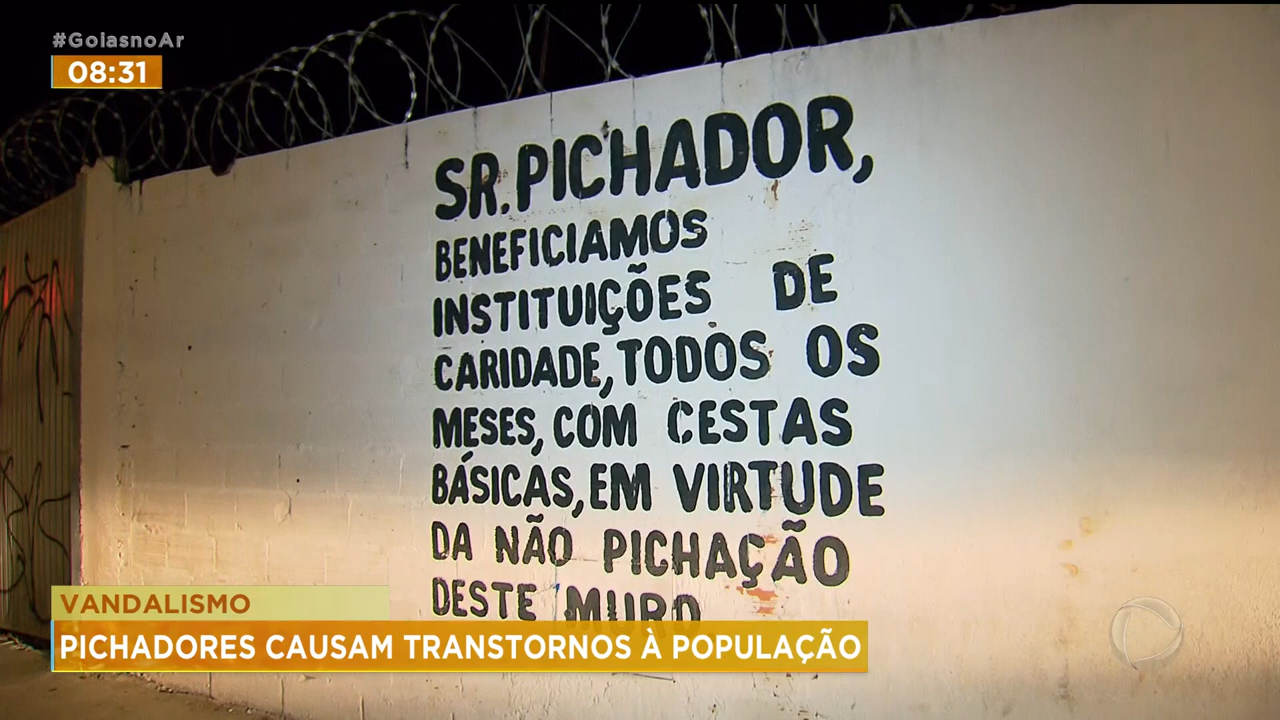 #GoiasnoAr
08:31
SR. PICHADOR,
BENEFICIAMOS
INSTITUIÇÕES DE
CARIDADE, TODOS OS
MESES, COM CESTAS
BÁSICAS, EM VIRTUDE
DA NÃO PICHAÇÃO
DESTE MURO
VANDALISMO
PICHADORES CAUSAM TRANSTORNOS À POPULAÇÃO